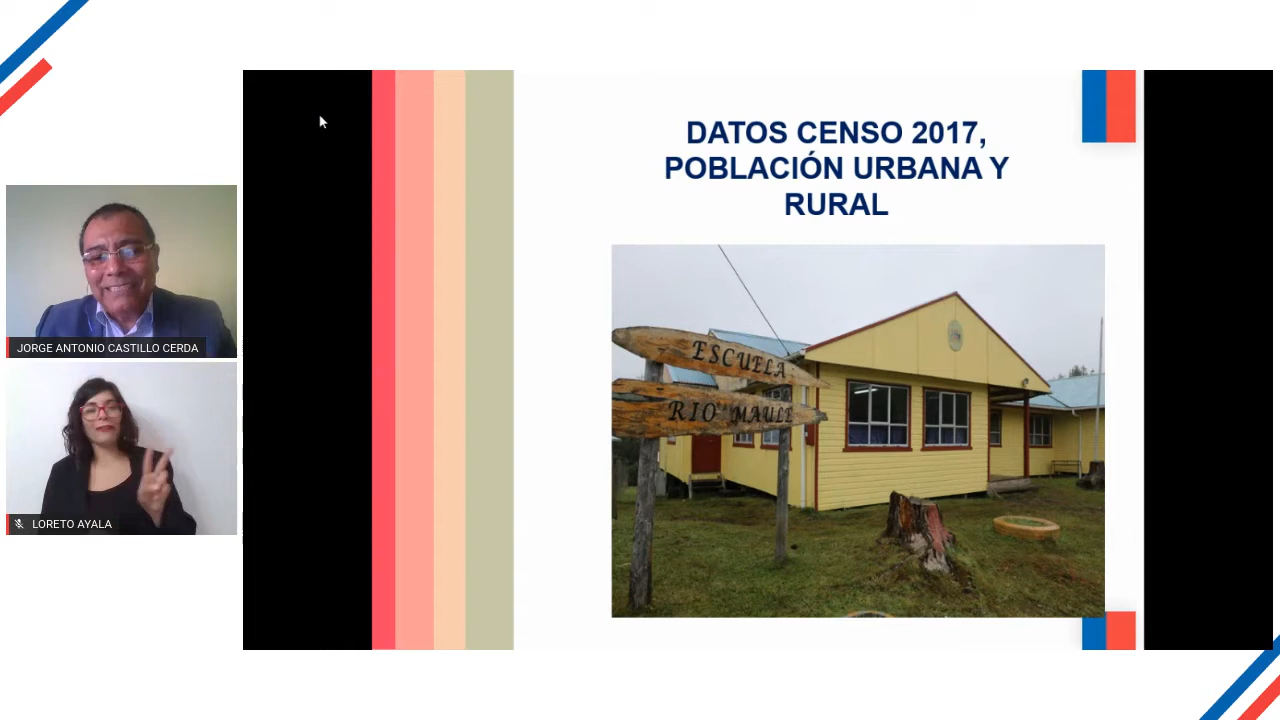 DATOS CENSO 2017,
POBLACIÓN URBANA Y
RURAL
ESCUELA
RIO MAULE
JORGE ANTONIO CASTILLO CERDA
LORETO AYALA